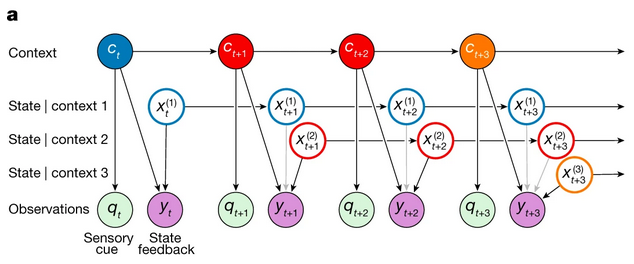 a
Context c_t c_{t+1} c_{t+2} c_{t+3}
State | context 1 x_t^{(1)} x_{t+1}^{(1)} x_{t+2}^{(1)} x_{t+3}^{(1)}
State | context 2 x_{t+1}^{(2)} x_{t+2}^{(2)} x_{t+3}^{(2)}
State | context 3 x_{t+3}^{(3)}
Observations q_t y_t q_{t+1} y_{t+1} q_{t+2} y_{t+2} q_{t+3} y_{t+3}
Sensory State
cue feedback